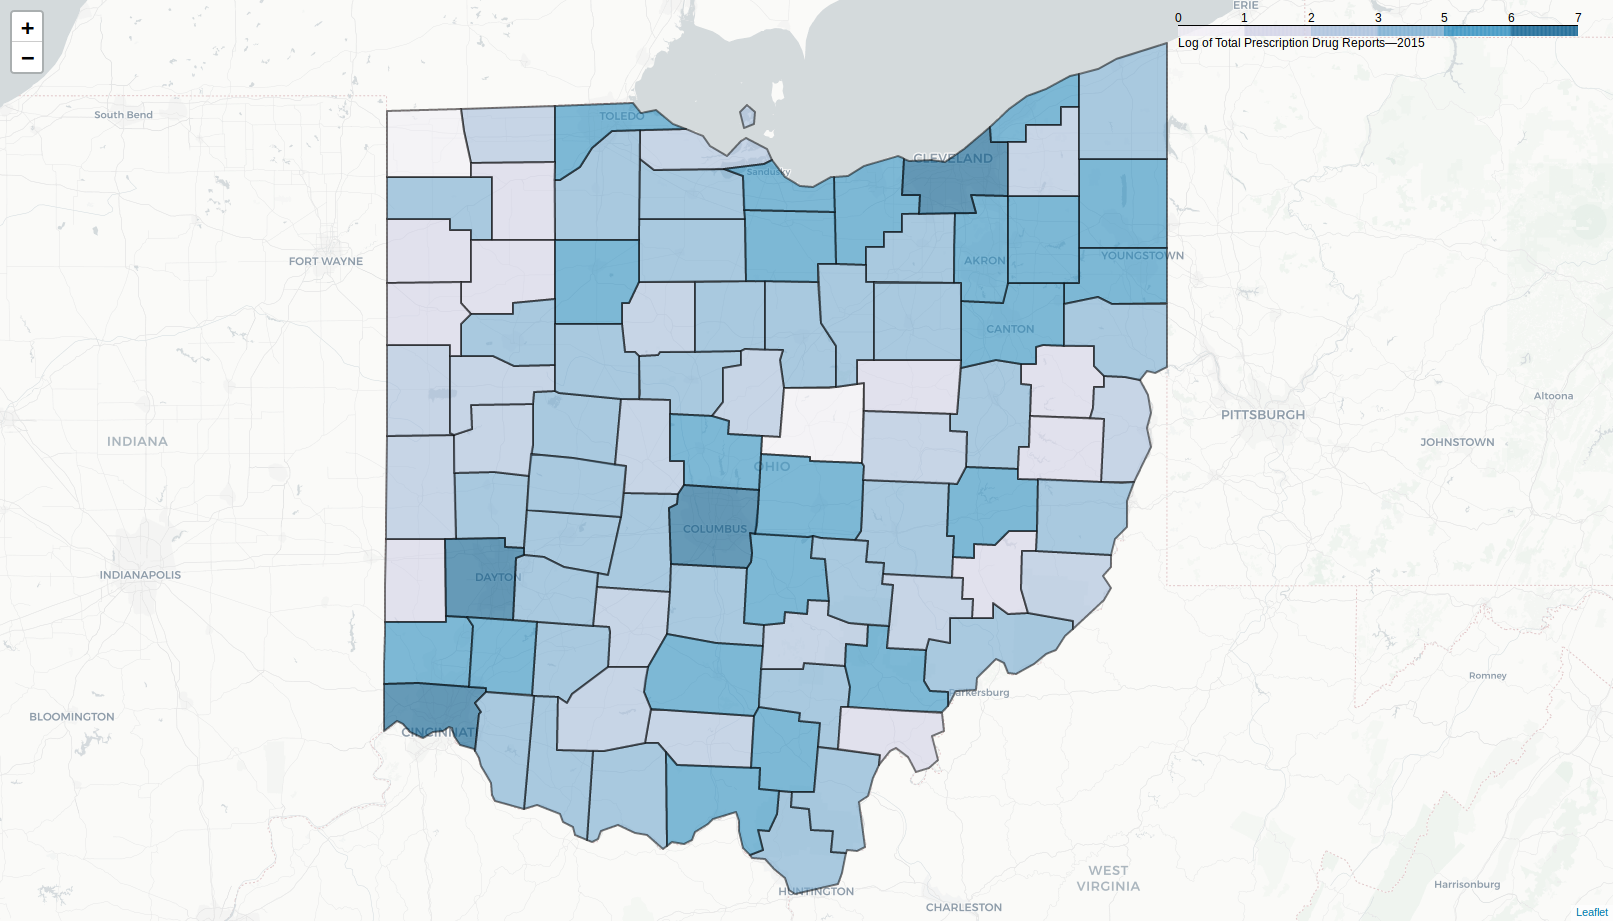 +
−
ERIE
0 1 2 3 5 6 7
Log of Total Prescription Drug Reports—2015
South Bend
TOLEDO
CLEVELAND
Sandusky
FORT WAYNE
AKRON
YOUNGSTOWN
CANTON
Altoona
PITTSBURGH
INDIANA
JOHNSTOWN
OHIO
COLUMBUS
INDIANAPOLIS
DAYTON
Romney
Parkersburg
BLOOMINGTON
CINCINNATI
WEST
VIRGINIA
Harrisonburg
HUNTINGTON
CHARLESTON
Leaflet